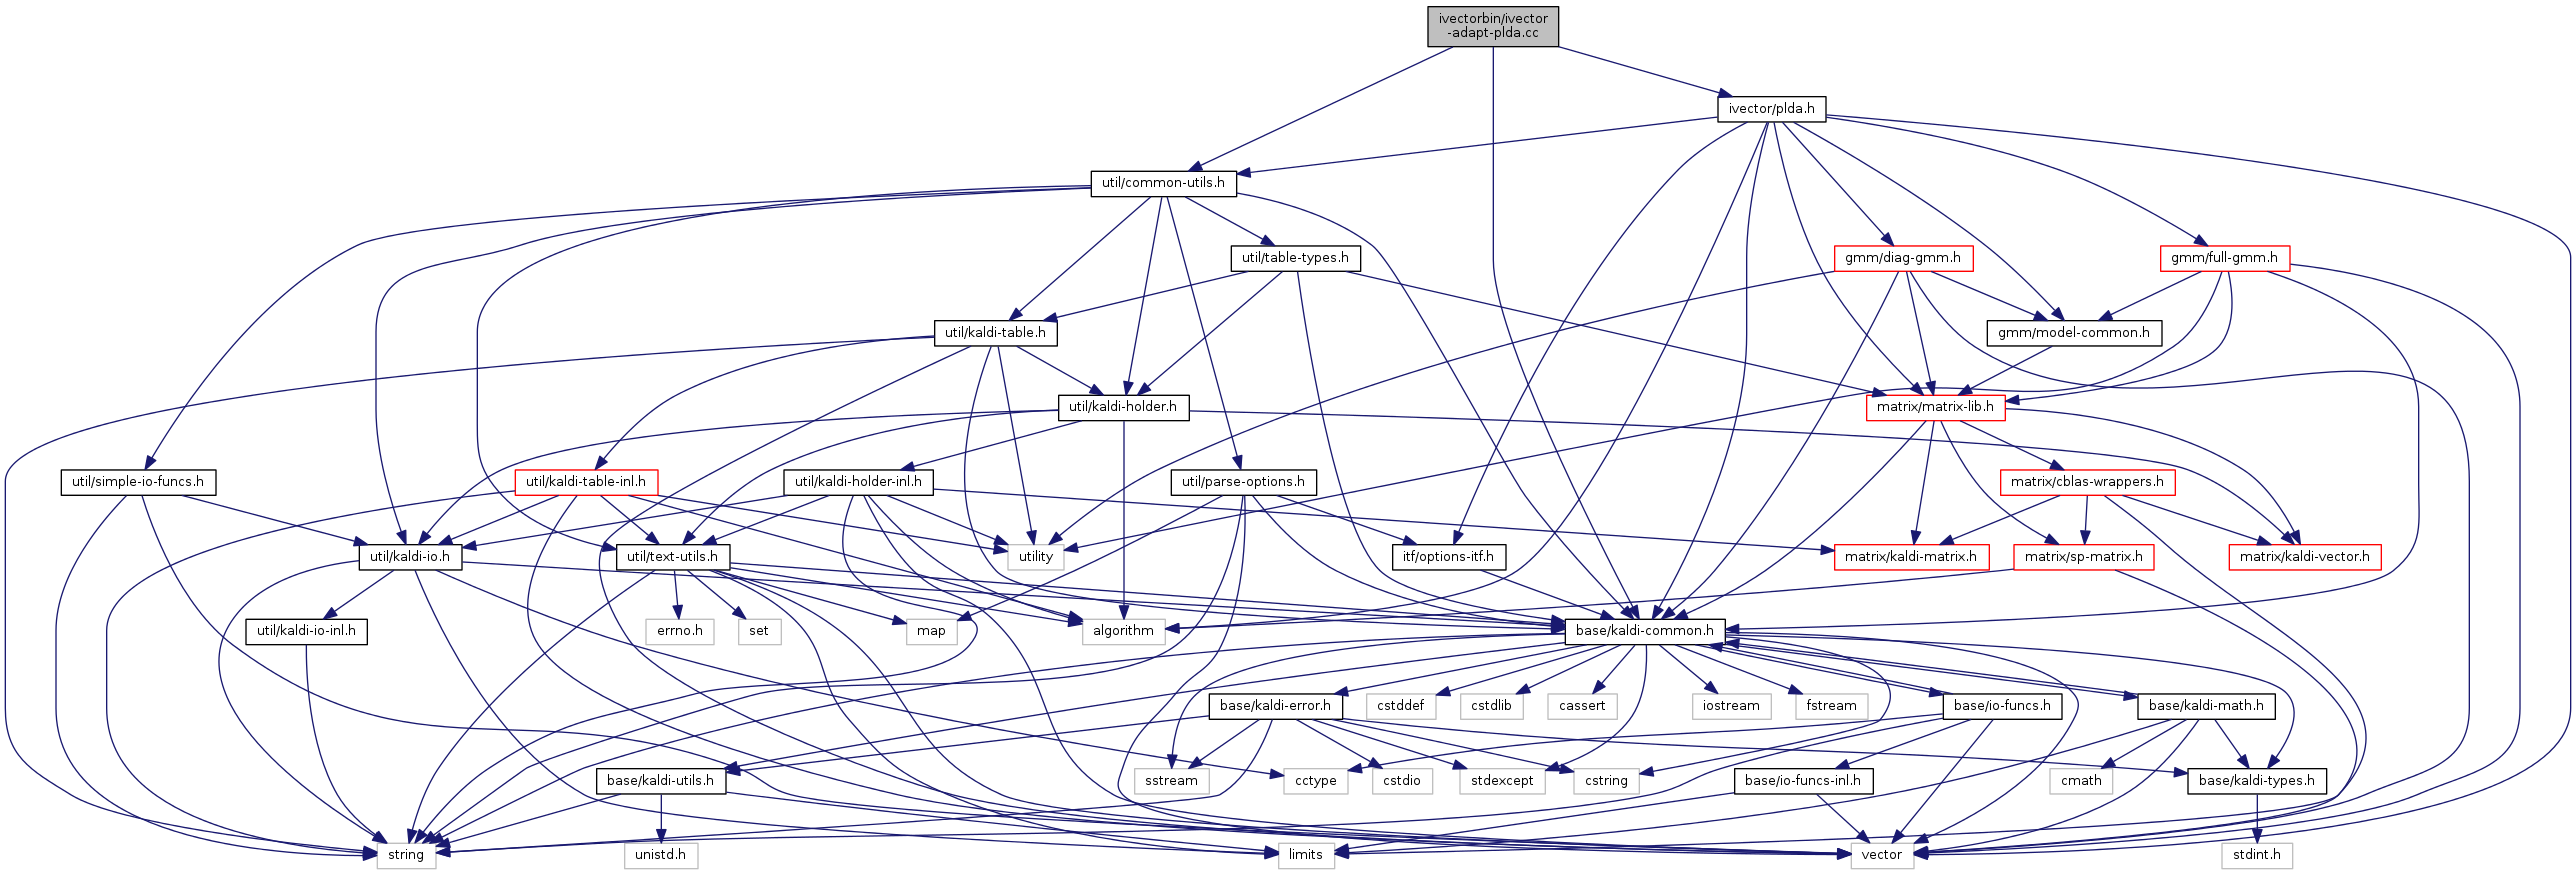 ivectorbin/ivector
-adapt-plda.cc
ivector/plda.h
util/common-utils.h
util/table-types.h
gmm/diag-gmm.h
gmm/full-gmm.h
util/kaldi-table.h
gmm/model-common.h
util/kaldi-holder.h
matrix/matrix-lib.h
util/simple-io-funcs.h
util/kaldi-table-inl.h
util/kaldi-holder-inl.h
util/parse-options.h
matrix/cblas-wrappers.h
util/kaldi-io.h
util/text-utils.h
utility
itf/options-itf.h
matrix/kaldi-matrix.h
matrix/sp-matrix.h
matrix/kaldi-vector.h
util/kaldi-io-inl.h
errno.h
set
map
algorithm
base/kaldi-common.h
base/kaldi-error.h
cstddef
cstdlib
cassert
iostream
fstream
base/io-funcs.h
base/kaldi-math.h
base/kaldi-utils.h
sstream
cctype
cstdio
stdexcept
cstring
base/io-funcs-inl.h
cmath
base/kaldi-types.h
string
unistd.h
limits
vector
stdint.h